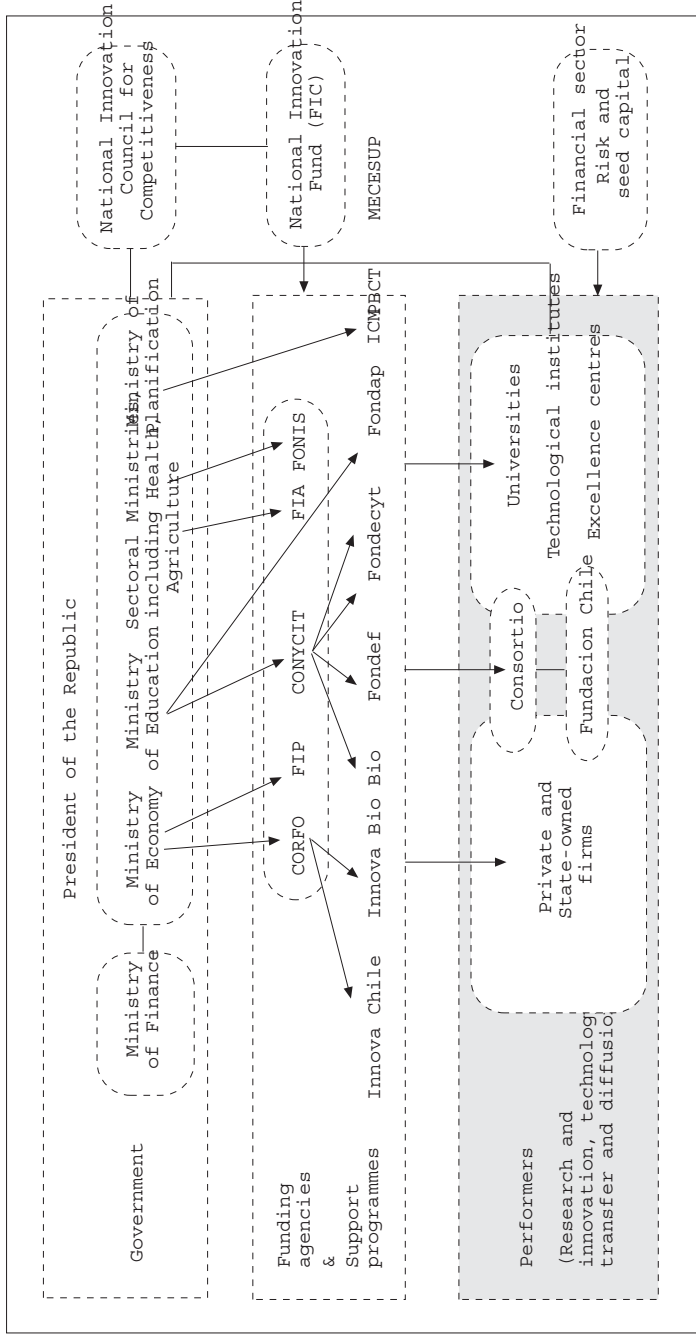 President of the Republic
Government
Ministry
of Finance
Ministry
of Economy
Ministry
of Education
Sectoral Ministries,
including Health,
Agriculture
Ministry of
Planification
National Innovation
Council for
Competitiveness
Funding
agencies
&
Support
programmes
CORFO
FIP
CONYCIT
FIA
FONIS
Innova Chile
Innova Bio Bio
Fondef
Fondecyt
Fondap
ICM
PBCT
MECESUP
National Innovation
Fund (FIC)
Performers
(Research and
innovation, technolog
transfer and diffusio
Private and
State-owned
firms
Consortio
Fundacion Chile
Universities
Technological institutes
Excellence centres
Financial sector
Risk and
seed capital